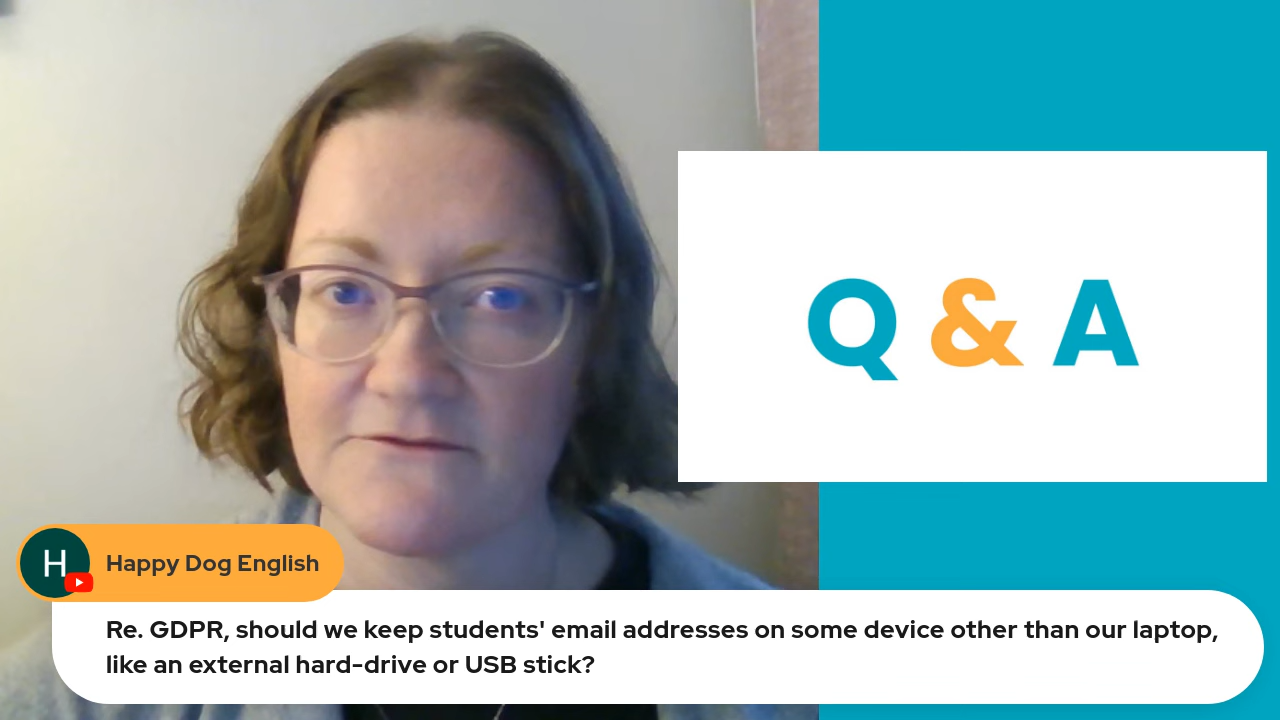 Q & A
H
Happy Dog English
Re. GDPR, should we keep students' email addresses on some device other than our laptop,
like an external hard-drive or USB stick?